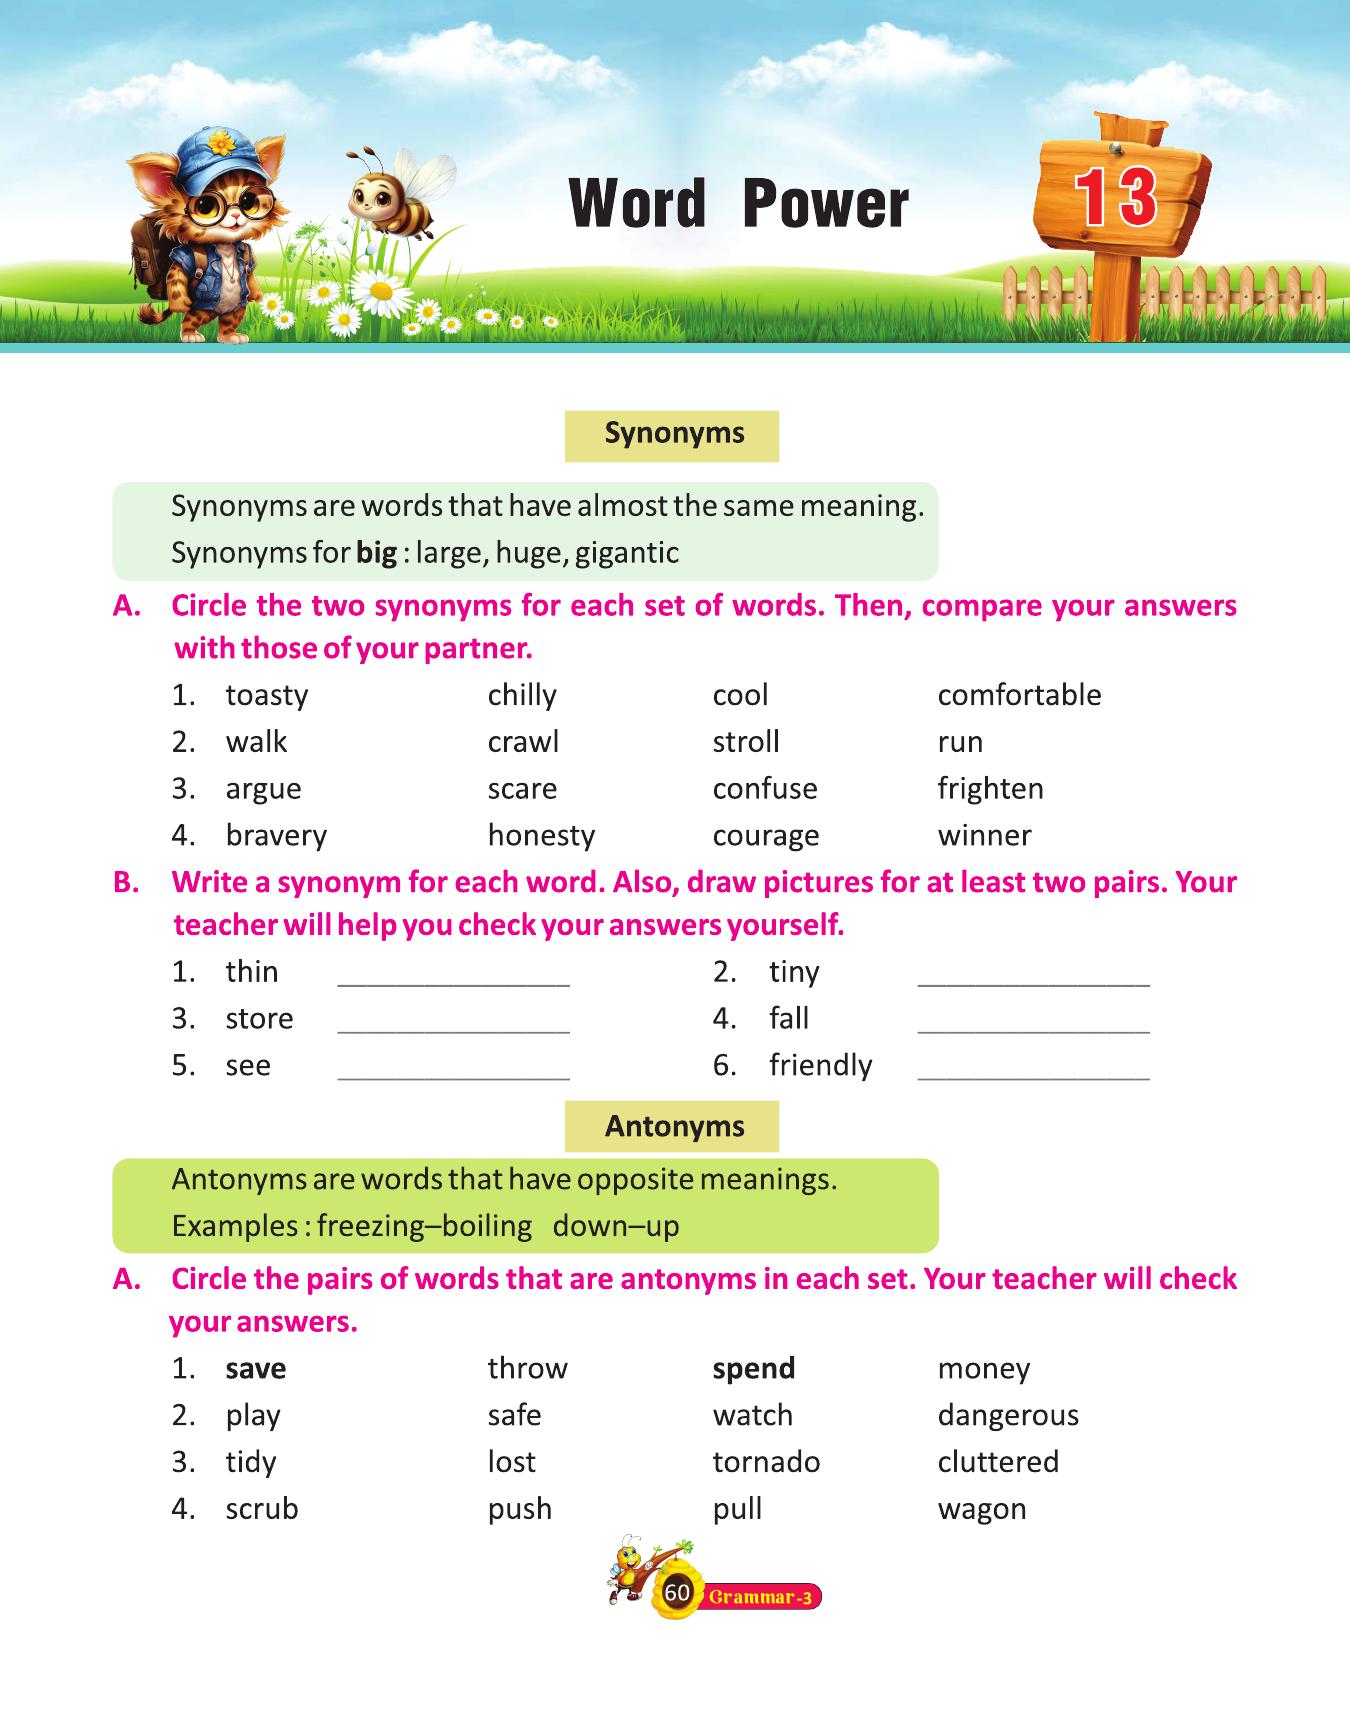 Word Power
13
Synonyms
Synonyms are words that have almost the same meaning.
Synonyms for big : large, huge, gigantic
A. Circle the two synonyms for each set of words. Then, compare your answers
with those of your partner.
1. toasty chilly cool comfortable
2. walk crawl stroll run
3. argue scare confuse frighten
4. bravery honesty courage winner
B. Write a synonym for each word. Also, draw pictures for at least two pairs. Your
teacher will help you check your answers yourself.
1. thin ________________ 2. tiny ________________
3. store ________________ 4. fall ________________
5. see ________________ 6. friendly ________________
Antonyms
Antonyms are words that have opposite meanings.
Examples : freezing–boiling down–up
A. Circle the pairs of words that are antonyms in each set. Your teacher will check
your answers.
1. save throw spend money
2. play safe watch dangerous
3. tidy lost tornado cluttered
4. scrub push pull wagon
60 Grammar-3